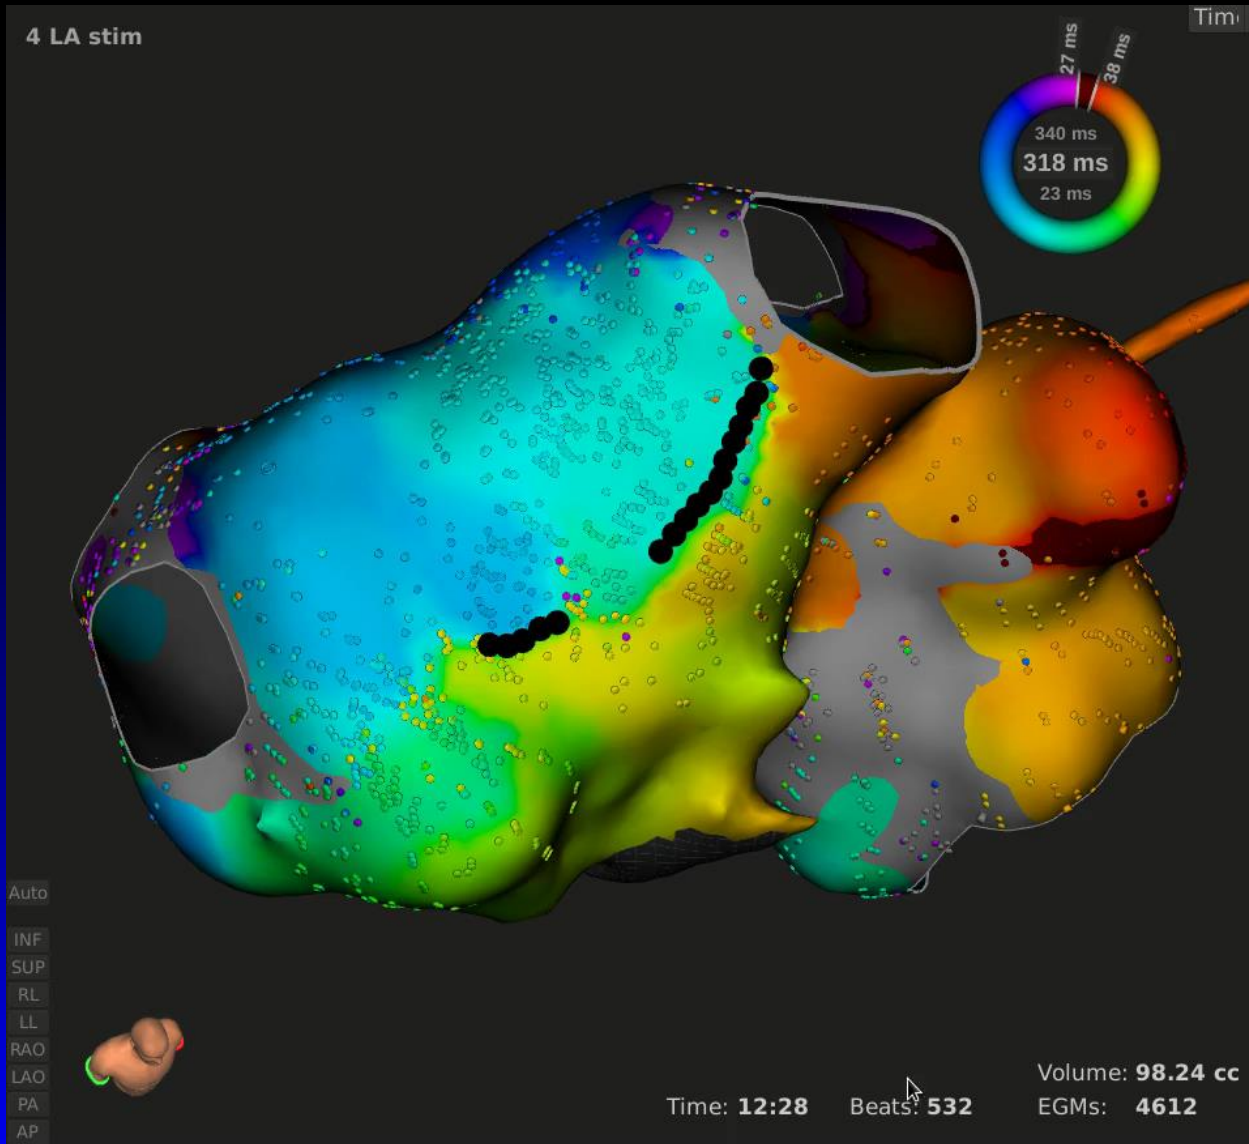 4 LA stim
27 ms
38 ms
340 ms
318 ms
23 ms
Auto
INF
SUP
RL
LL
RAO
LAO
PA
AP
Volume: 98.24 cc
Time: 12:28 Beats: 532 EGMs: 4612